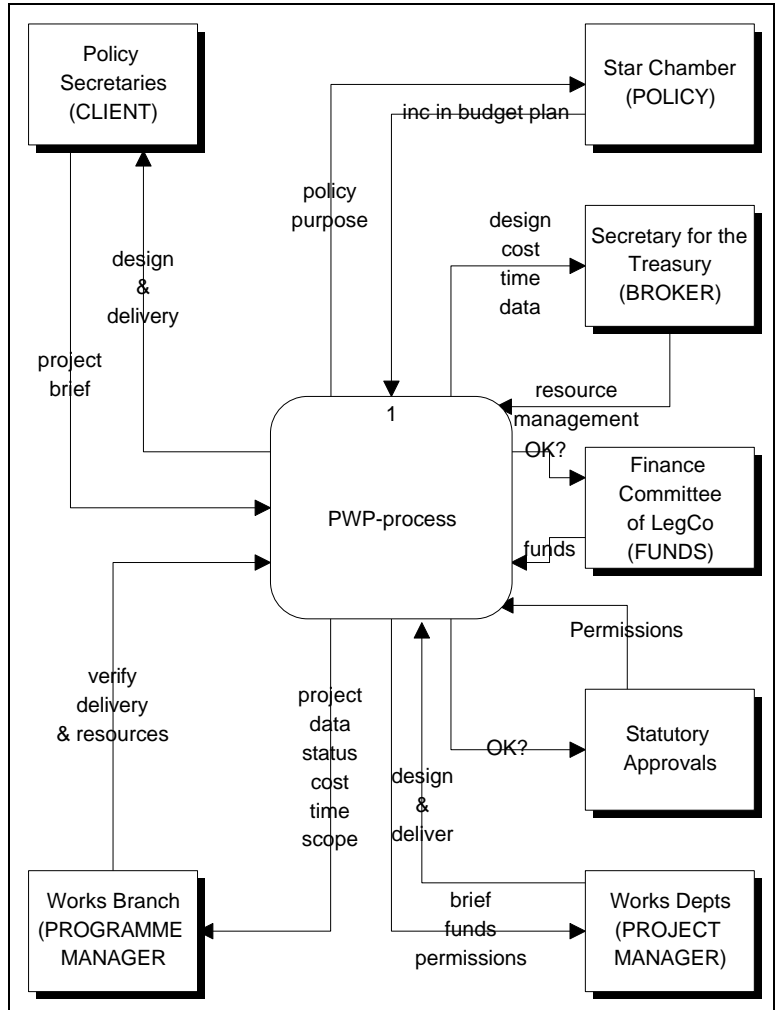 Policy
Secretaries
(CLIENT)
Star Chamber
(POLICY)
inc in budget plan
policy
purpose
design
cost
time
data
Secretary for the
Treasury
(BROKER)
design
&
delivery
project
brief
resource
management
1
PWP-process
OK?
Finance
Committee
of LegCo
(FUNDS)
funds
Permissions
verify
delivery
& resources
project
data
status
cost
time
scope
design
&
deliver
OK?
Statutory
Approvals
Works Branch
(PROGRAMME
MANAGER
brief
funds
permissions
Works Depts
(PROJECT
MANAGER)